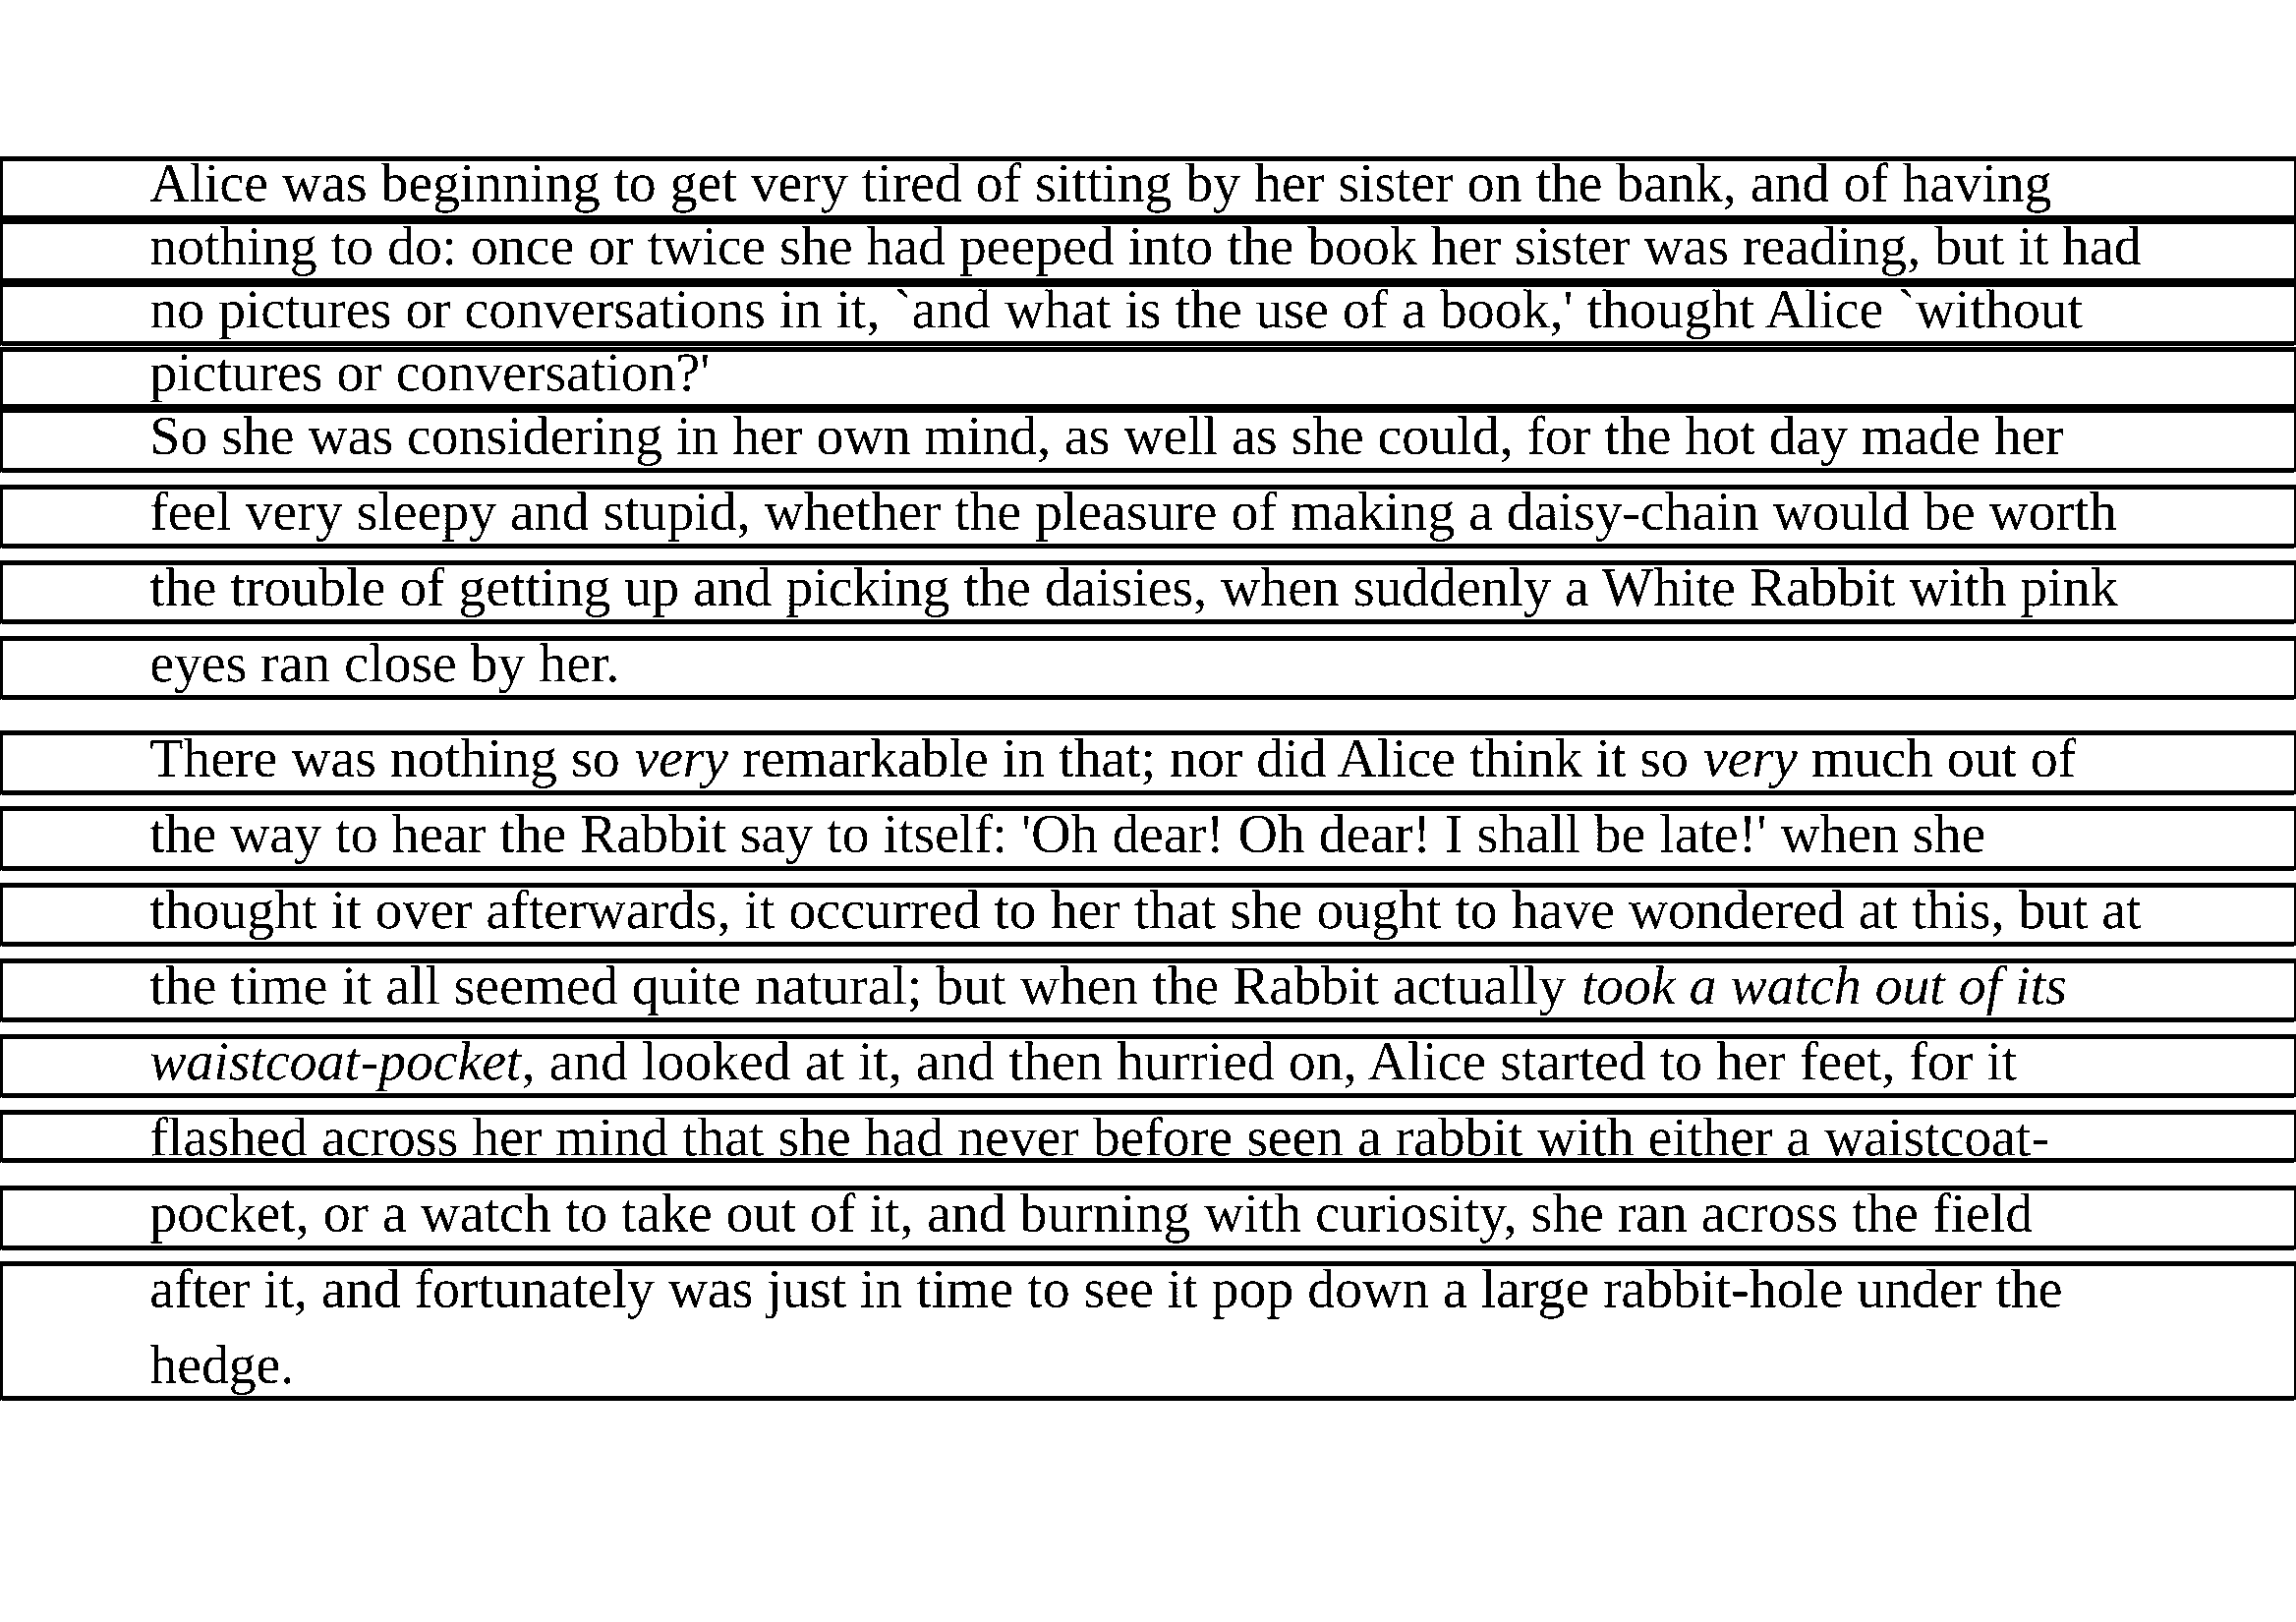 Alice was beginning to get very tired of sitting by her sister on the bank, and of having
nothing to do: once or twice she had peeped into the book her sister was reading, but it had
no pictures or conversations in it, `and what is the use of a book,' thought Alice `without
pictures or conversation?'
So she was considering in her own mind, as well as she could, for the hot day made her
feel very sleepy and stupid, whether the pleasure of making a daisy-chain would be worth
the trouble of getting up and picking the daisies, when suddenly a White Rabbit with pink
eyes ran close by her.
There was nothing so very remarkable in that; nor did Alice think it so very much out of
the way to hear the Rabbit say to itself: 'Oh dear! Oh dear! I shall be late!' when she
thought it over afterwards, it occurred to her that she ought to have wondered at this, but at
the time it all seemed quite natural; but when the Rabbit actually took a watch out of its
waistcoat-pocket, and looked at it, and then hurried on, Alice started to her feet, for it
flashed across her mind that she had never before seen a rabbit with either a waistcoat-
pocket, or a watch to take out of it, and burning with curiosity, she ran across the field
after it, and fortunately was just in time to see it pop down a large rabbit-hole under the
hedge.